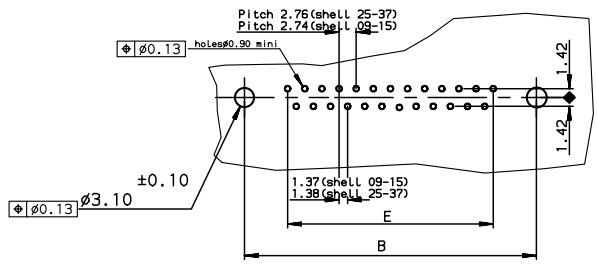 Pitch 2.76(shell 25-37)
Pitch 2.74(shell 09-15)
⌖ ø0.13
holesø0.90 mini
1.42
1.42
±0.10
ø3.10
⌖ ø0.13
1.37(shell 09-15)
1.38(shell 25-37)
E
B